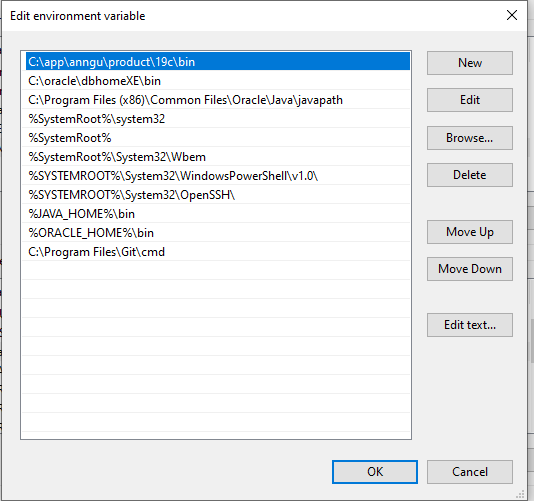 Edit environment variable
C:\app\anngu\product\19c\bin
C:\oracle\dbhomeXE\bin
C:\Program Files (x86)\Common Files\Oracle\Java\javapath
%SystemRoot%\system32
%SystemRoot%
%SystemRoot%\System32\Wbem
%SYSTEMROOT%\System32\WindowsPowerShell\v1.0\
%SYSTEMROOT%\System32\OpenSSH\
%JAVA_HOME%\bin
%ORACLE_HOME%\bin
C:\Program Files\Git\cmd
New
Edit
Browse...
Delete
Move Up
Move Down
Edit text...
OK
Cancel